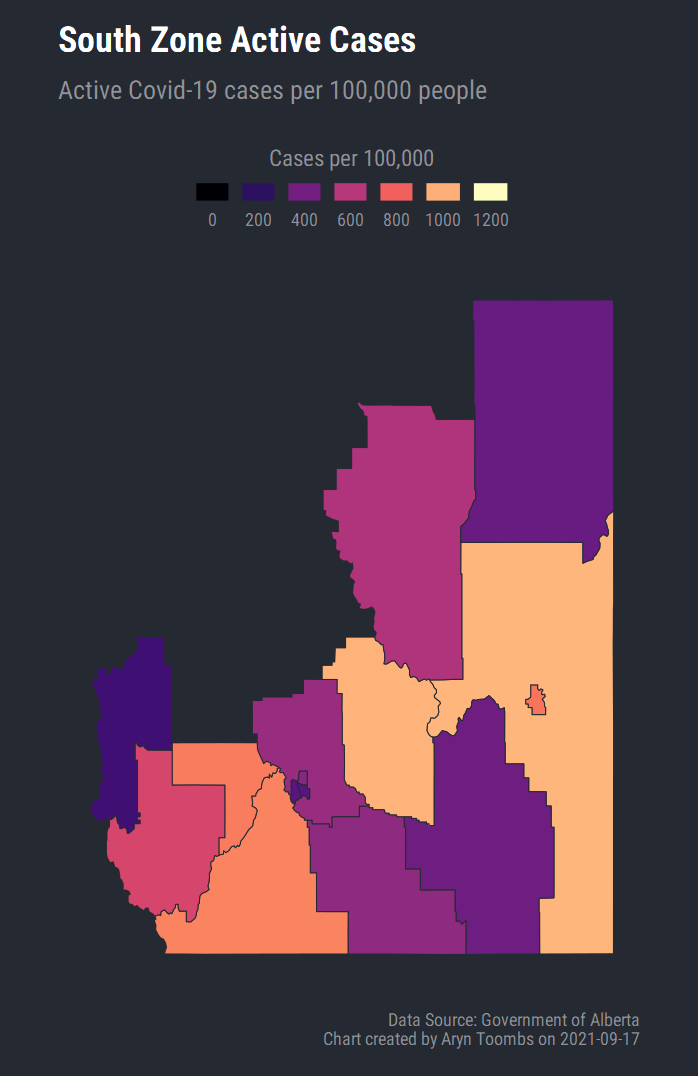 South Zone Active Cases
Active Covid-19 cases per 100,000 people
Cases per 100,000
0 200 400 600 800 1000 1200
Data Source: Government of Alberta
Chart created by Aryn Toombs on 2021-09-17